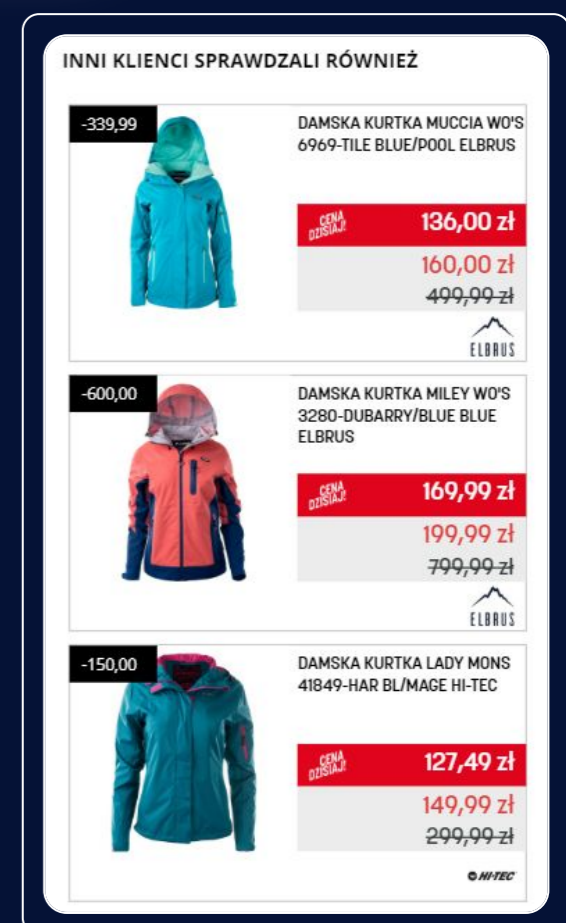 INNI KLIENCI SPRAWDZALI RÓWNIEŻ
-339,99
DAMSKA KURTKA MUCCIA WO'S
6969-TILE BLUE/POOL ELBRUS
CENA
DZISIAJ!
136,00 zł
160,00 zł
499,99 zł
ELBRUS
-600,00
DAMSKA KURTKA MILEY WO'S
3280-DUBARRY/BLUE BLUE
ELBRUS
CENA
DZISIAJ!
169,99 zł
199,99 zł
799,99 zł
ELBRUS
-150,00
DAMSKA KURTKA LADY MONS
41849-HAR BL/MAGE HI-TEC
CENA
DZISIAJ!
127,49 zł
149,99 zł
299,99 zł
HI-TEC